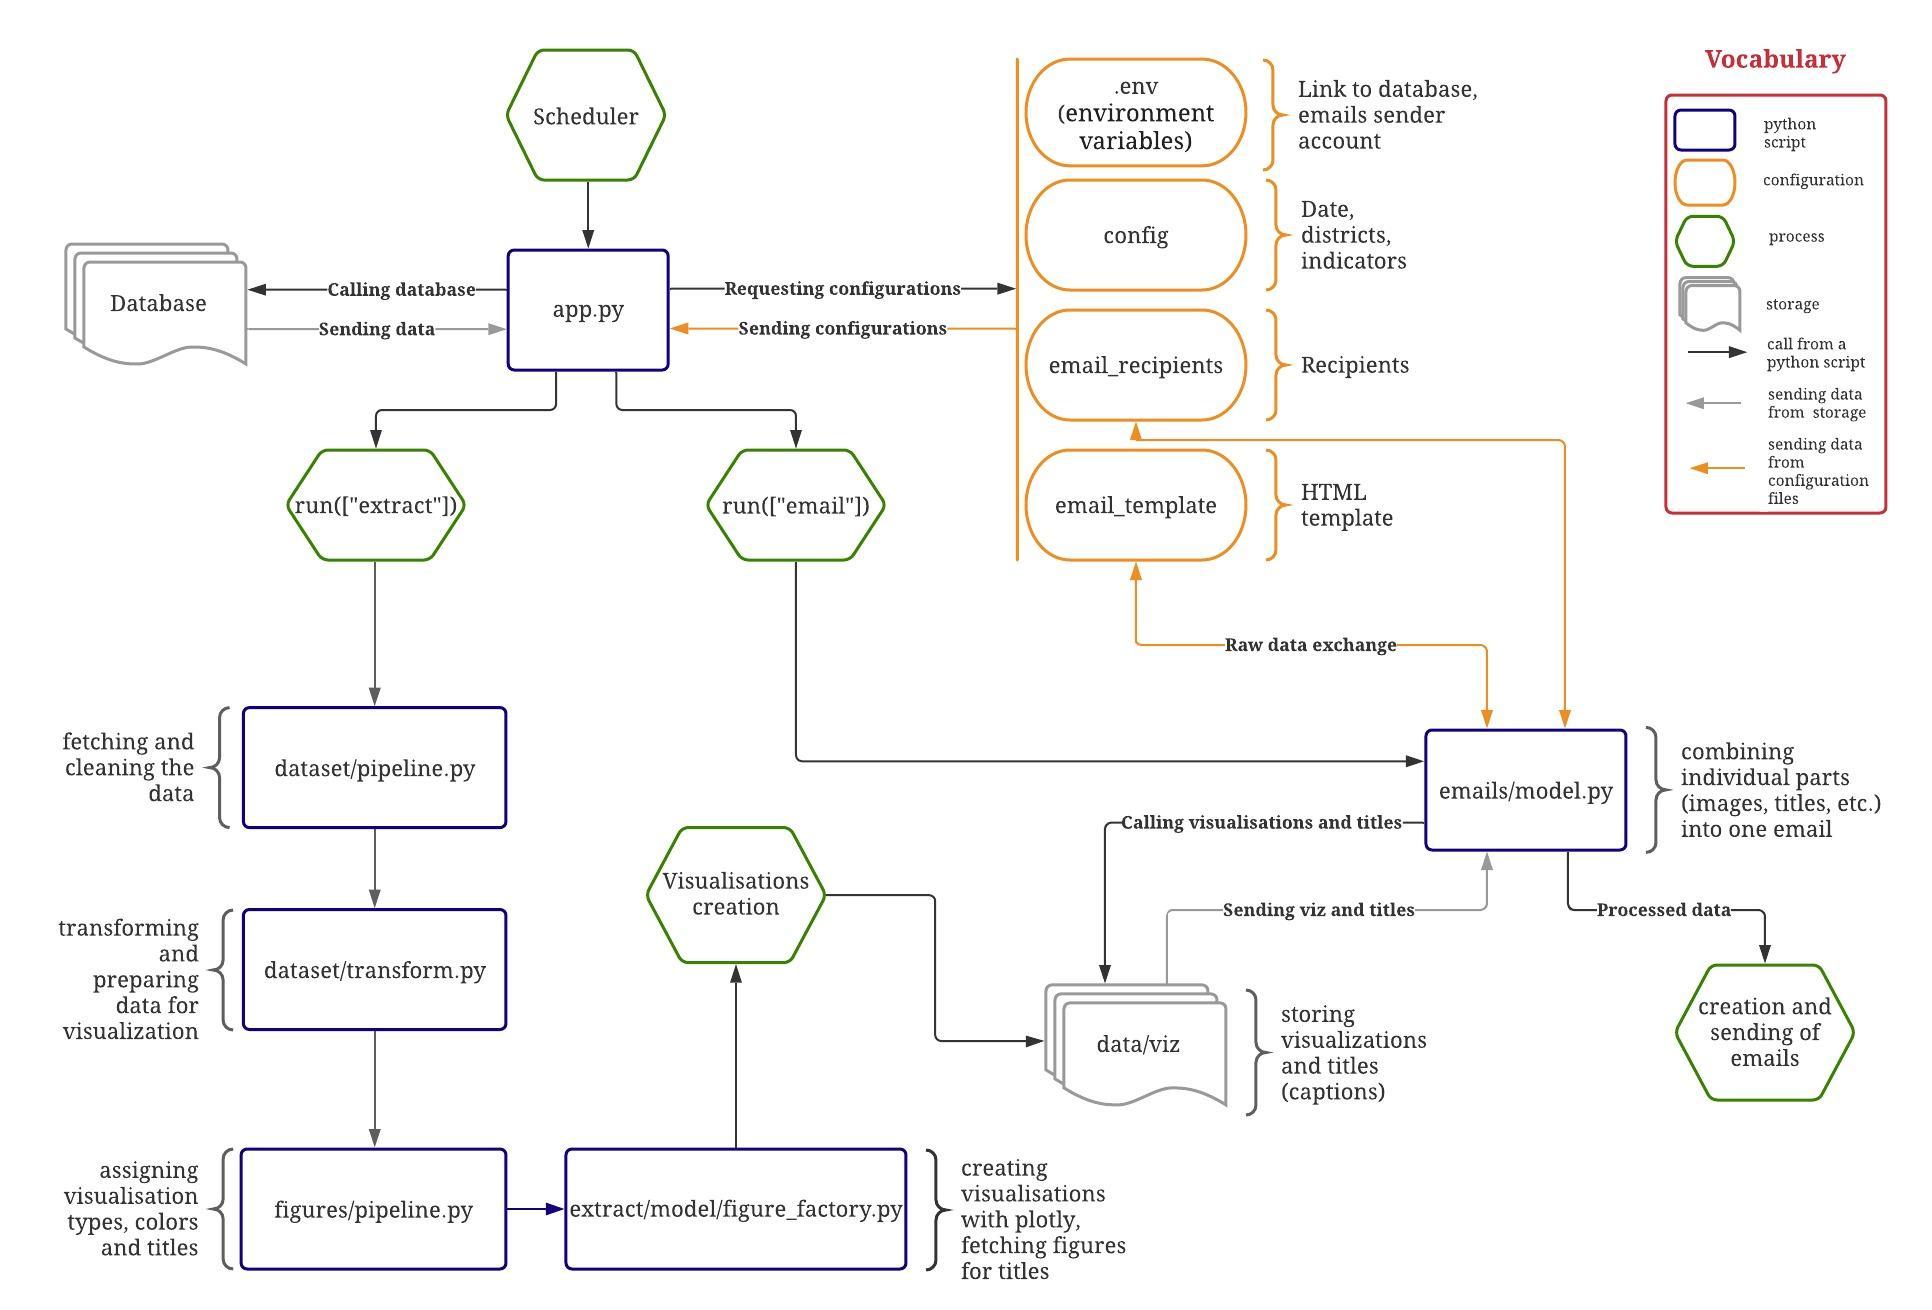 Scheduler
.env
(environment
variables)
Link to database,
emails sender
account
config
Date,
districts,
indicators
email_recipients
Recipients
email_template
HTML
template
Vocabulary
python
script
configuration
process
storage
call from a
python script
sending data
from storage
sending data
from
configuration
files
Database
Calling database
Sending data
app.py
Requesting configurations
Sending configurations
run(["extract"])
run(["email"])
Raw data exchange
fetching and
cleaning the
data
dataset/pipeline.py
emails/model.py
combining
individual parts
(images, titles, etc.)
into one email
Calling visualisations and titles
Visualisations
creation
Sending viz and titles
Processed data
transforming
and
preparing
data for
visualization
dataset/transform.py
data/viz
storing
visualizations
and titles
(captions)
creation and
sending of
emails
assigning
visualisation
types, colors
and titles
figures/pipeline.py
extract/model/figure_factory.py
creating
visualisations
with plotly,
fetching figures
for titles